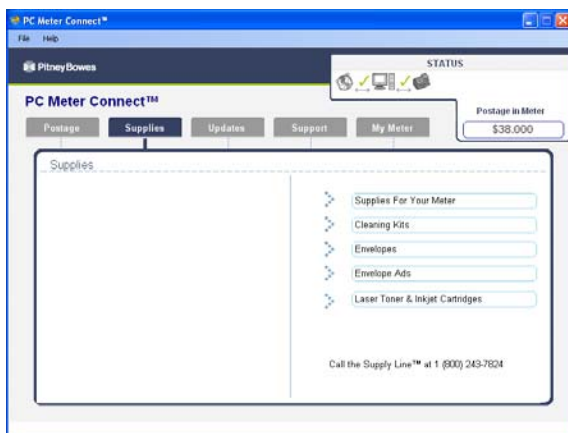 PC Meter Connect™
File Help
PitneyBowes
STATUS
PC Meter Connect™
Postage in Meter
$38.000
Postage Supplies Updates Support My Meter
Supplies
Supplies For Your Meter
Cleaning Kits
Envelopes
Envelope Ads
Laser Toner & Inkjet Cartridges
Call the Supply Line™ at 1 (800) 243-7824